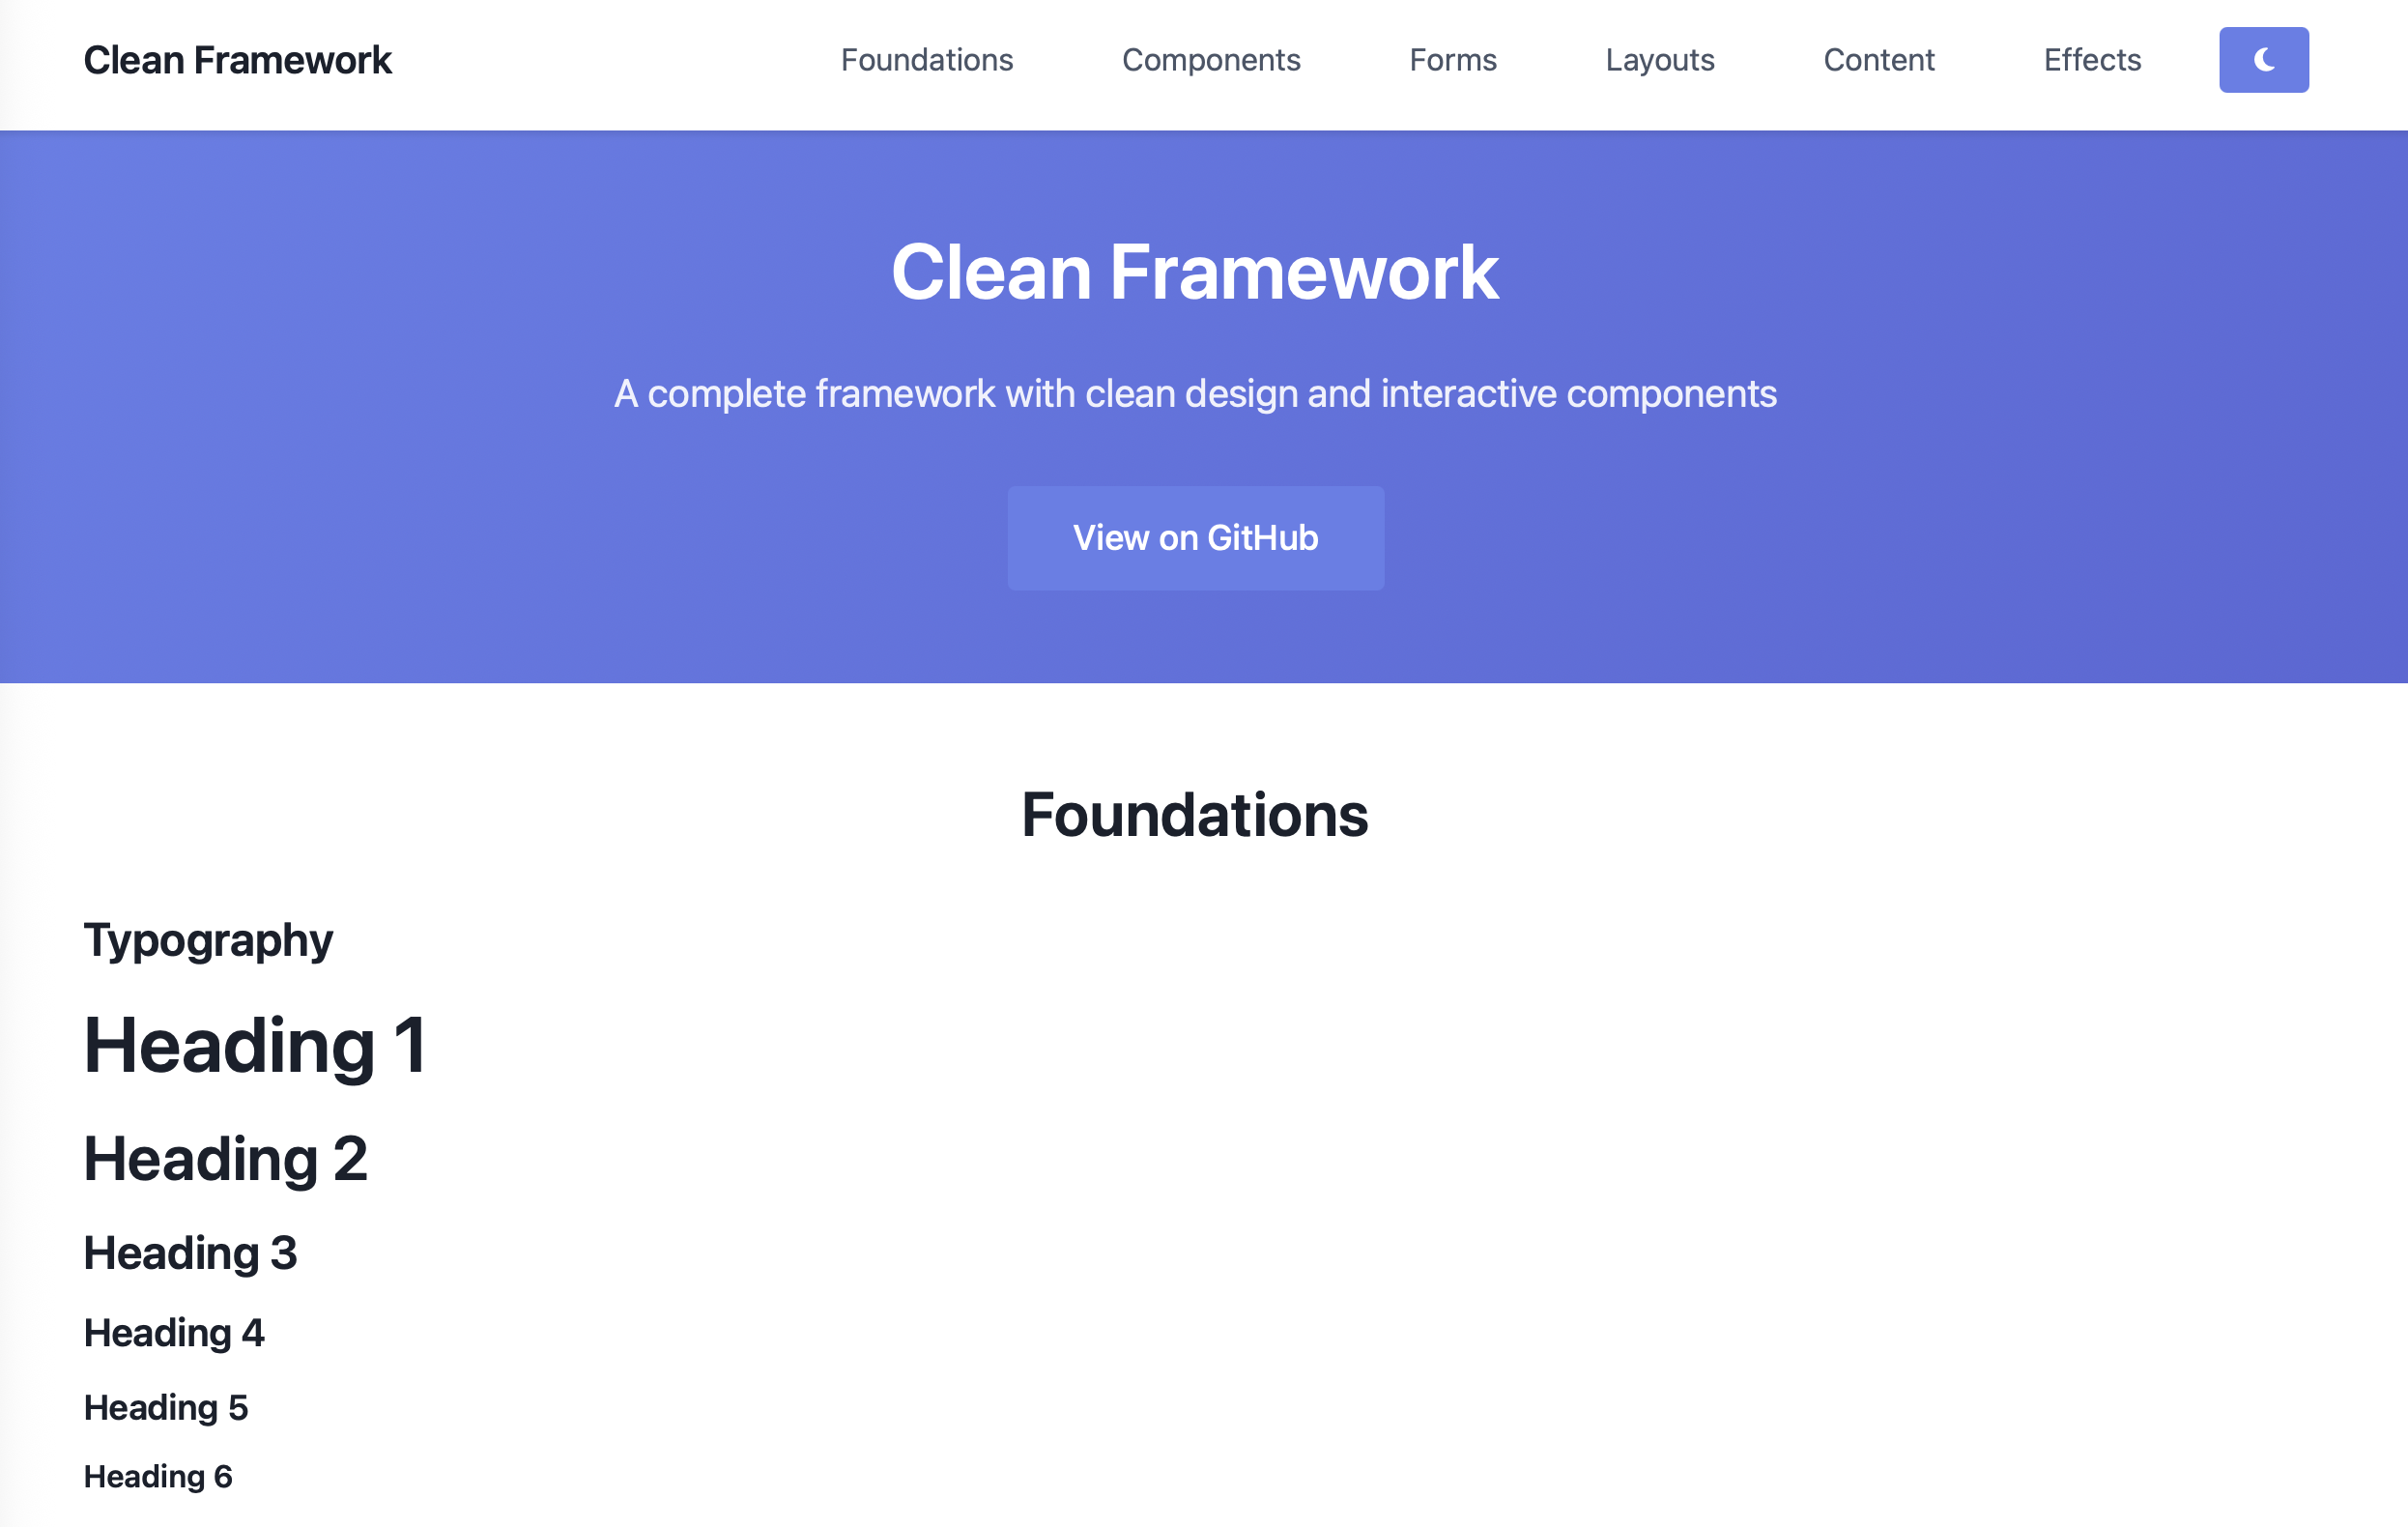 Clean Framework
Foundations Components Forms Layouts Content Effects
Clean Framework
A complete framework with clean design and interactive components
View on GitHub
Foundations
Typography
Heading 1
Heading 2
Heading 3
Heading 4
Heading 5
Heading 6